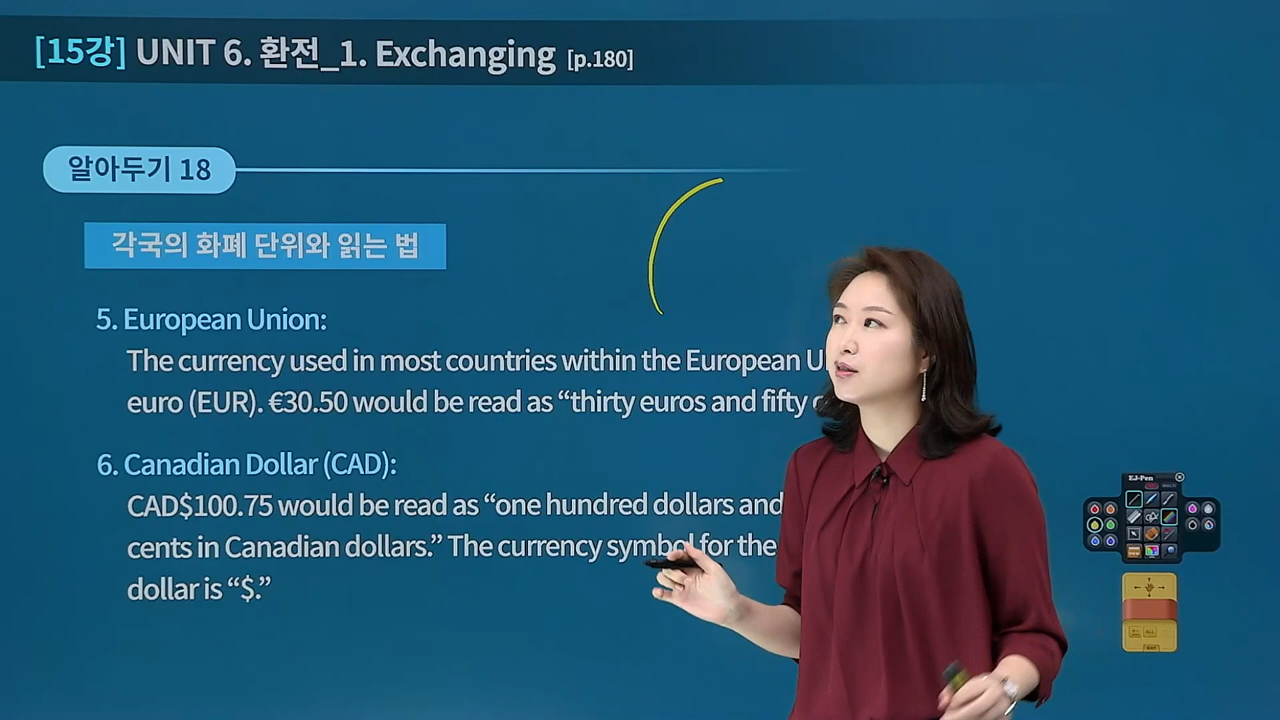 [15강] UNIT 6. 환전_1. Exchanging [p.180]
알아두기 18
각국의 화폐 단위와 읽는 법
5. European Union:
The currency used in most countries within the European U
euro (EUR). €30.50 would be read as “thirty euros and fifty
6. Canadian Dollar (CAD):
CAD$100.75 would be read as “one hundred dollars and
cents in Canadian dollars.” The currency symbol for the
dollar is “$.”
EJ-Pen